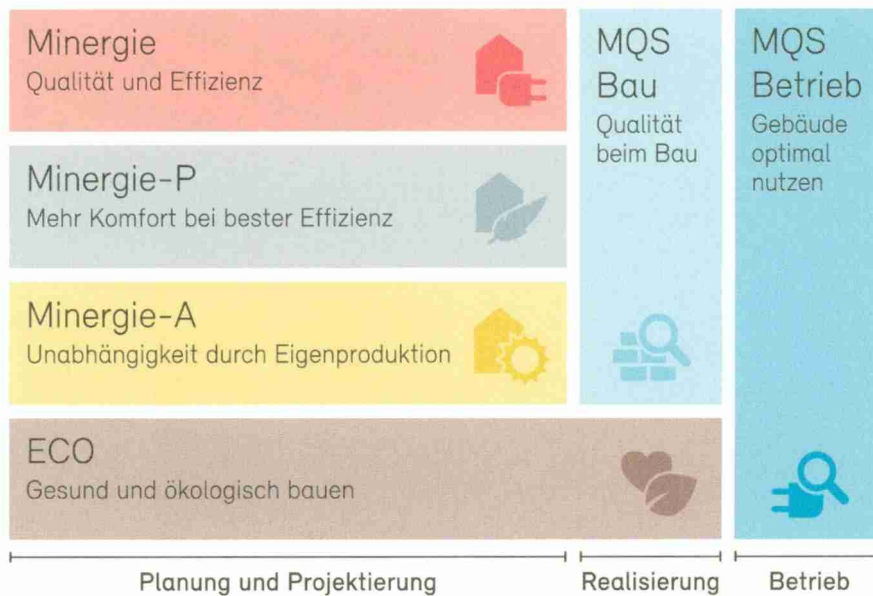 Minergie
Qualität und Effizienz
Minergie-P
Mehr Komfort bei bester Effizienz
Minergie-A
Unabhängigkeit durch Eigenproduktion
ECO
Gesund und ökologisch bauen
MQS
Bau
Qualität
beim Bau
MQS
Betrieb
Gebäude
optimal
nutzen
Planung und Projektierung
Realisierung
Betrieb